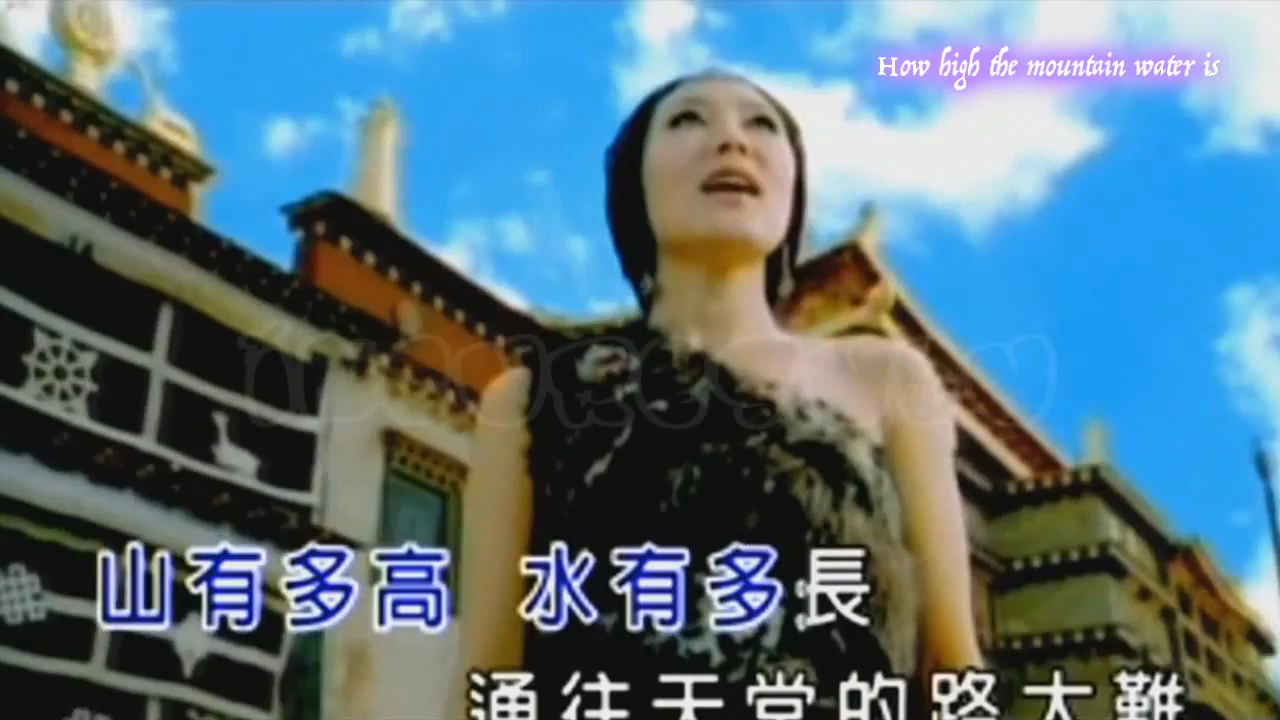 How high the mountain water is
山有多高 水有多長
通往天堂的路太難